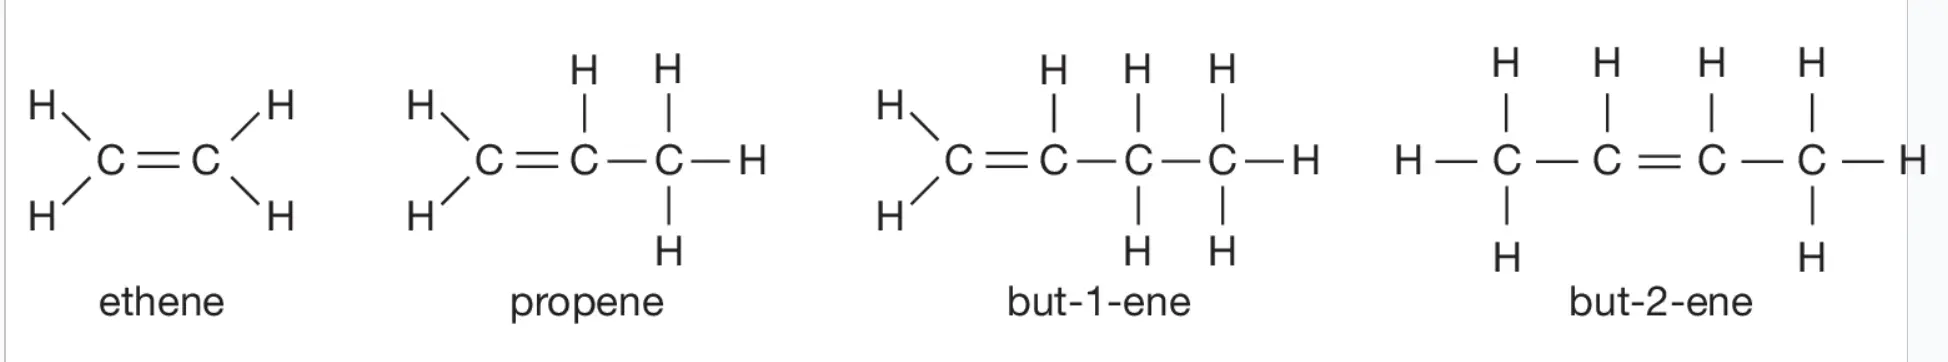 H H H H H H H H H
H H H H
C=C C=C—C—H C=C—C—C—H H—C—C=C—C—H
H H H H
H H H H H
ethene propene but-1-ene but-2-ene